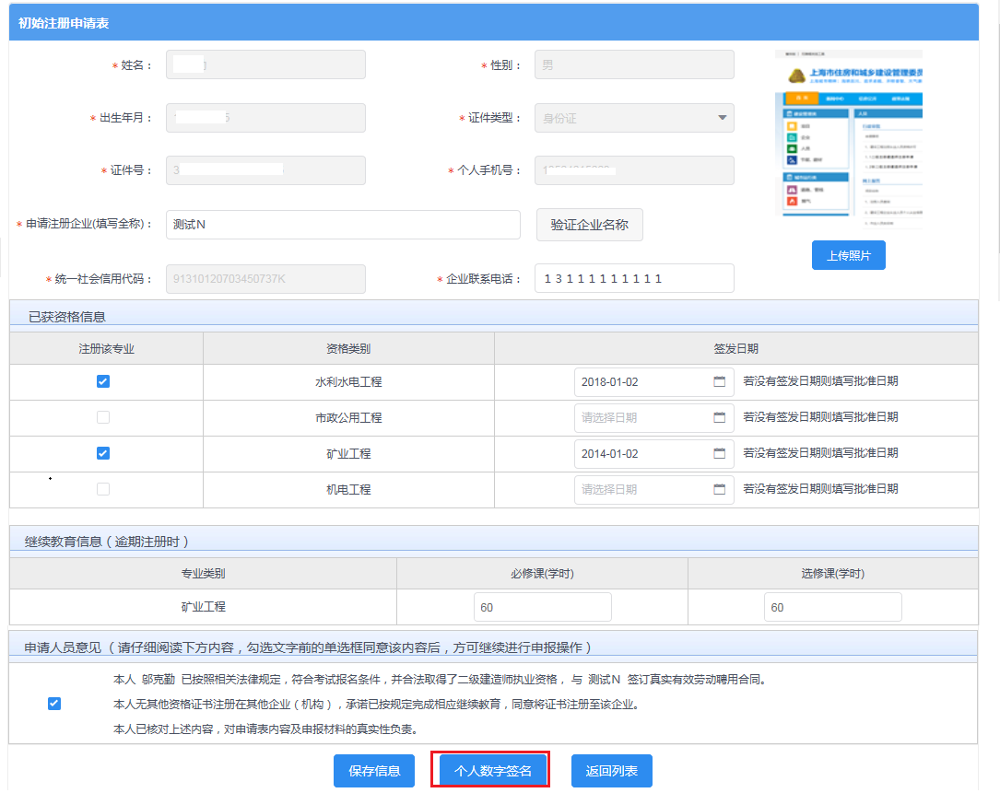 初始注册申请表
* 姓名：
* 性别： 男
* 出生年月： 5
* 证件类型： 身份证
* 证件号： 3
* 个人手机号：
* 申请注册企业(填写全称)： 测试N 验证企业名称
上海市住房和城乡建设管理委员
上传照片
* 统一社会信用代码： 91310120703450737K
* 企业联系电话： 13111111111
已获资格信息
注册该专业 资格类别 签发日期
水利水电工程 2018-01-02 若没有签发日期则填写批准日期
市政公用工程 请选择日期 若没有签发日期则填写批准日期
矿业工程 2014-01-02 若没有签发日期则填写批准日期
机电工程 请选择日期 若没有签发日期则填写批准日期
继续教育信息（逾期注册时）
专业类别 必修课(学时) 选修课(学时)
矿业工程 60 60
申请人员意见 （请仔细阅读下方内容，勾选文字前的单选框同意该内容后，方可继续进行申报操作）
本人 邬克勤 已按照相关法律规定，符合考试报名条件，并合法取得了二级建造师执业资格， 与 测试N 签订真实有效劳动聘用合同。
本人无其他资格证书注册在其他企业（机构），承诺已按规定完成相应继续教育，同意将证书注册至该企业。
本人已核对上述内容，对申请表内容及申报材料的真实性负责。
保存信息 个人数字签名 返回列表